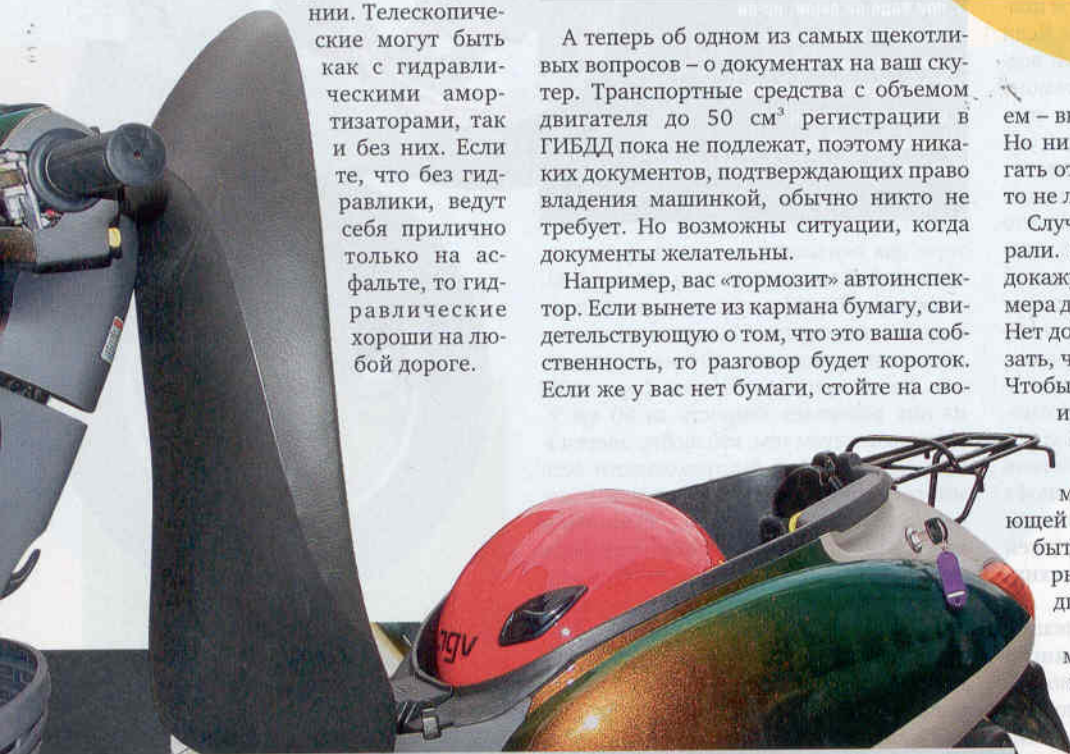 нии. Телескопиче-
ские могут быть
как с гидравли-
ческими амор-
тизаторами, так
и без них. Если
те, что без гид-
равлики, ведут
себя прилично
только на ас-
фальте, то гид-
равлические
хороши на лю-
бой дороге.
А теперь об одном из самых щекотли-
вых вопросов – о документах на ваш ску-
тер. Транспортные средства с объемом
двигателя до 50 см³ регистрации в
ГИБДД пока не подлежат, поэтому ника-
ких документов, подтверждающих право
владения машинкой, обычно никто не
требует. Но возможны ситуации, когда
документы желательны.
Например, вас «тормозит» автоинспек-
тор. Если вынете из кармана бумагу, сви-
детельствующую о том, что это ваша соб-
ственность, то разговор будет короток.
Если же у вас нет бумаги, стойте на сво-
ем – в
Но ни
гать от
то не л
Случ
рали.
докаж
мера д
Нет до
зать, ч
Чтобы
и
м
ющей
быт
ры
м
ngv